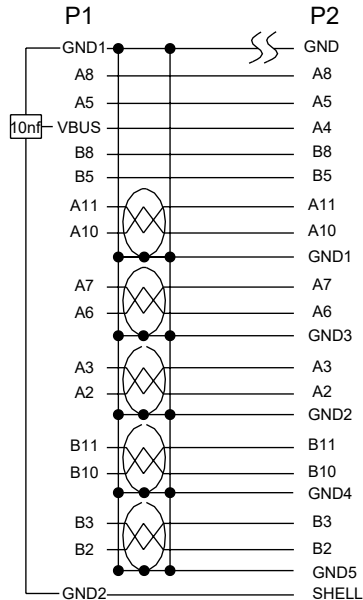 P1 P2
GND1 GND
A8 A8
A5 A5
10nf VBUS A4
B8 B8
B5 B5
A11 A11
A10 A10
GND1
A7 A7
A6 A6
GND3
A3 A3
A2 A2
GND2
B11 B11
B10 B10
GND4
B3 B3
B2 B2
GND5
GND2 SHELL